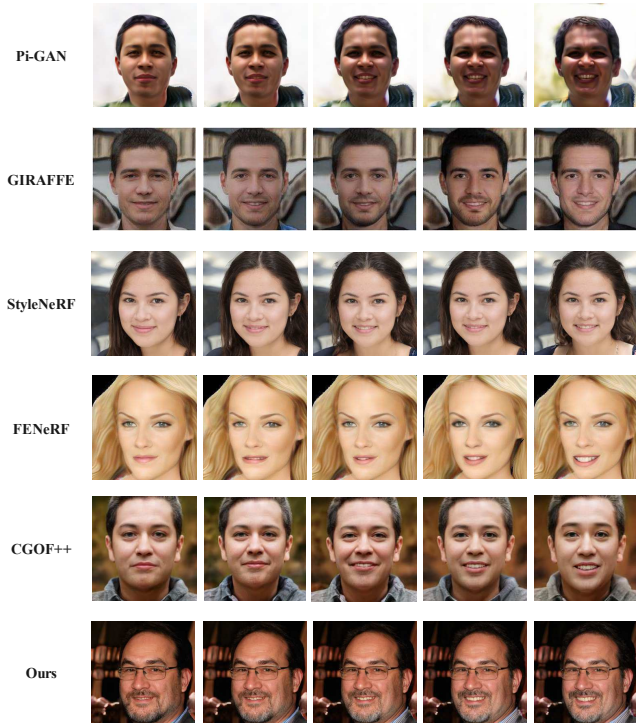 Pi-GAN
GIRAFFE
StyleNeRF
FENeRF
CGOF++
Ours